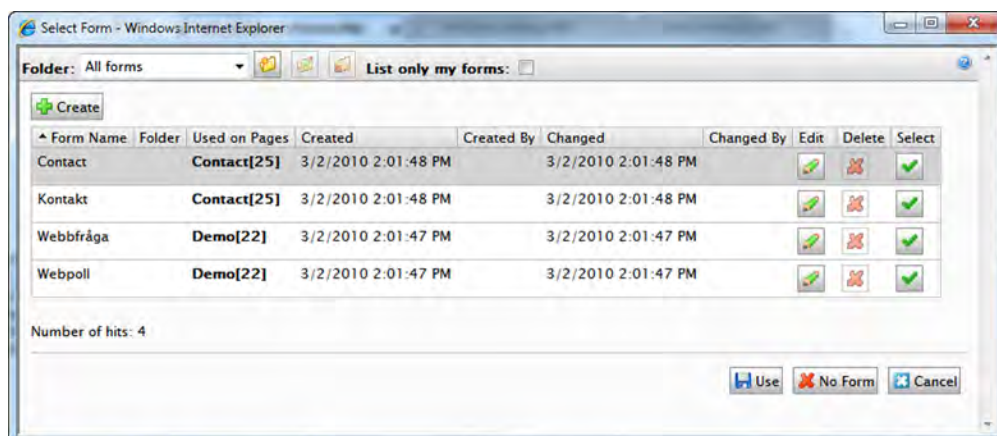 Select Form - Windows Internet Explorer
Folder: All forms List only my forms:
Create
Form Name Folder Used on Pages Created Created By Changed Changed By Edit Delete Select
Contact Contact[25] 3/2/2010 2:01:48 PM 3/2/2010 2:01:48 PM
Kontakt Contact[25] 3/2/2010 2:01:48 PM 3/2/2010 2:01:48 PM
Webbfråga Demo[22] 3/2/2010 2:01:47 PM 3/2/2010 2:01:47 PM
Webpoll Demo[22] 3/2/2010 2:01:47 PM 3/2/2010 2:01:47 PM
Number of hits: 4
Use No Form Cancel